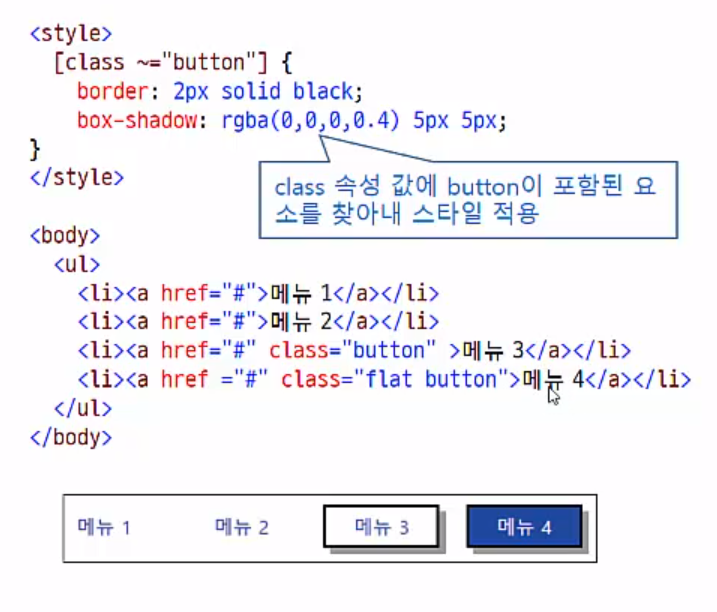 <style>
[class ~="button"] {
border: 2px solid black;
box-shadow: rgba(0,0,0,0.4) 5px 5px;
}
</style>
class 속성 값에 button이 포함된 요
소를 찾아내 스타일 적용
<body>
<ul>
<li><a href="#">메뉴 1</a></li>
<li><a href="#">메뉴 2</a></li>
<li><a href="#" class="button" >메뉴 3</a></li>
<li><a href ="#" class="flat button">메뉴 4</a></li>
</ul>
</body>
메뉴 1 메뉴 2 메뉴 3 메뉴 4